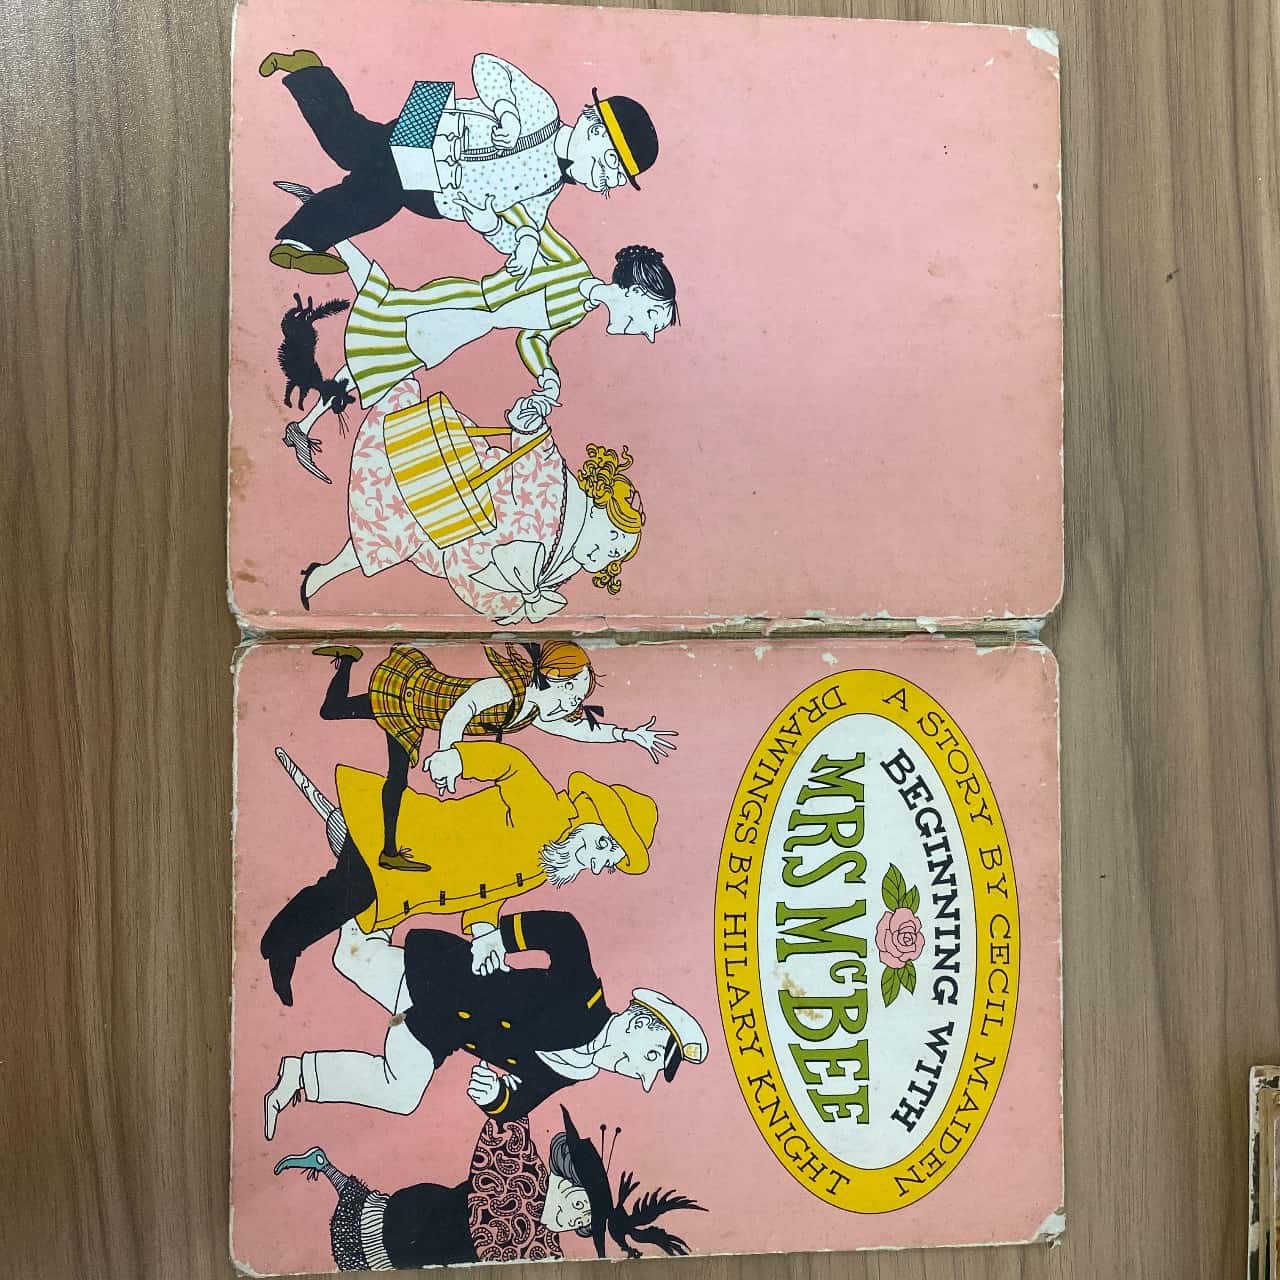 A STORY BY CECIL MAIDEN
BEGINNING WITH
MRS MCBEE
DRAWINGS BY HILARY KNIGHT